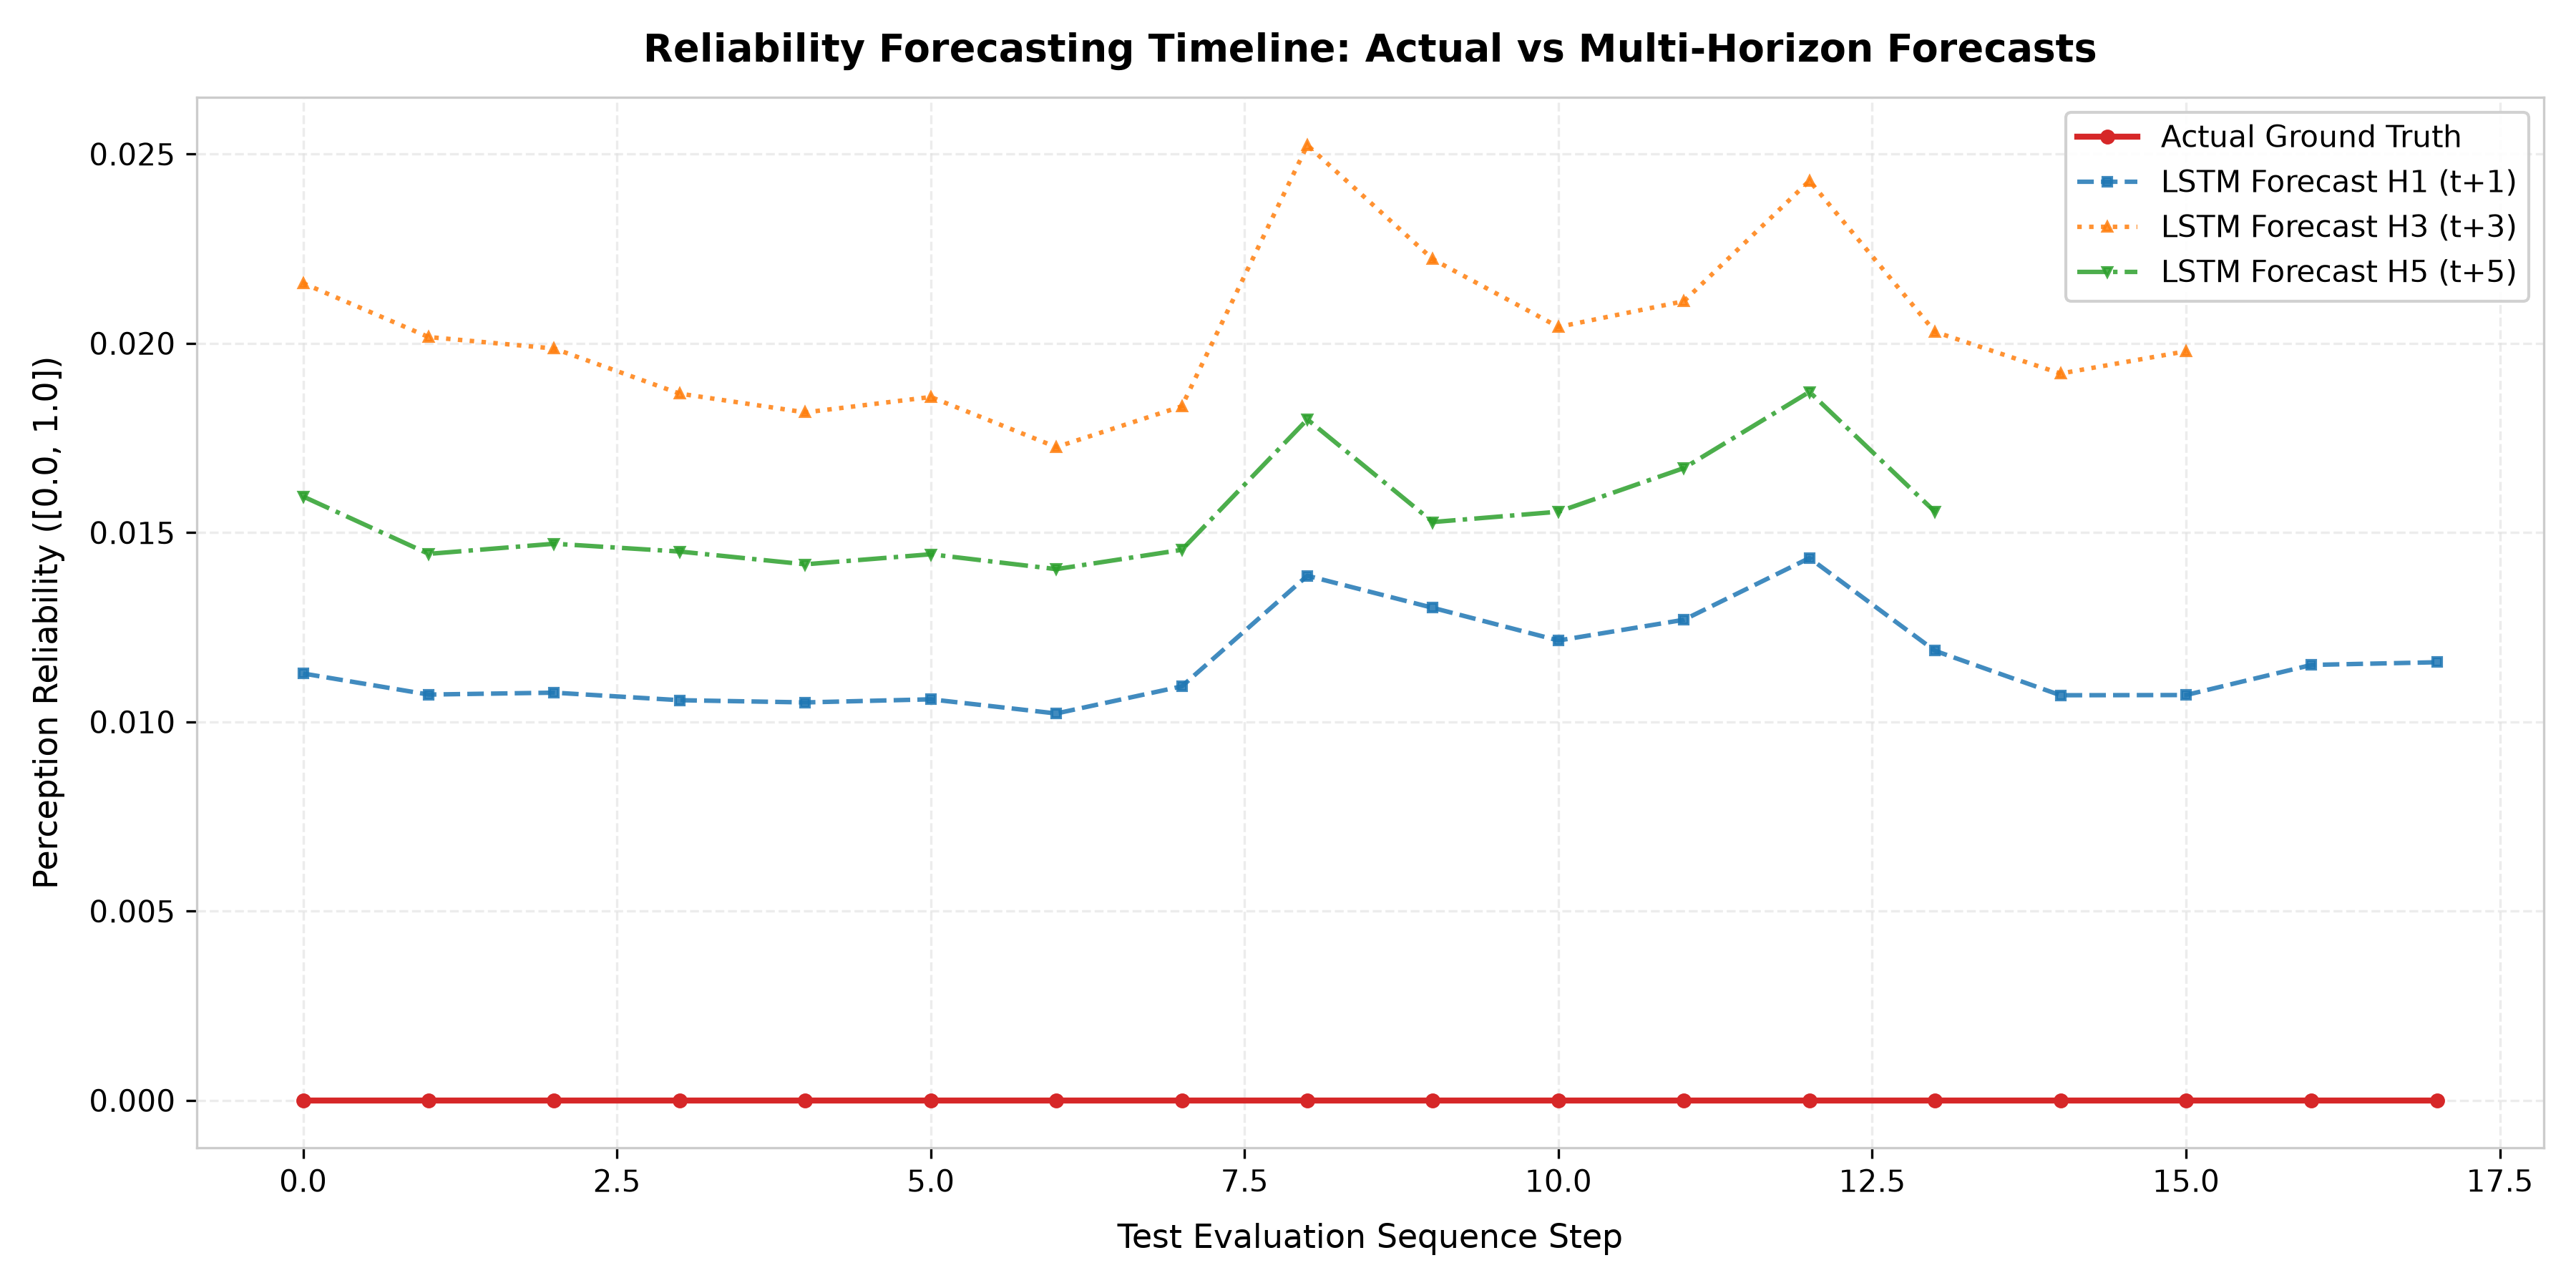 Reliability Forecasting Timeline: Actual vs Multi-Horizon Forecasts
Actual Ground Truth
LSTM Forecast H1 (t+1)
LSTM Forecast H3 (t+3)
LSTM Forecast H5 (t+5)
Perception Reliability ([0.0, 1.0])
0.025
0.020
0.015
0.010
0.005
0.000
0.0 2.5 5.0 7.5 10.0 12.5 15.0 17.5
Test Evaluation Sequence Step